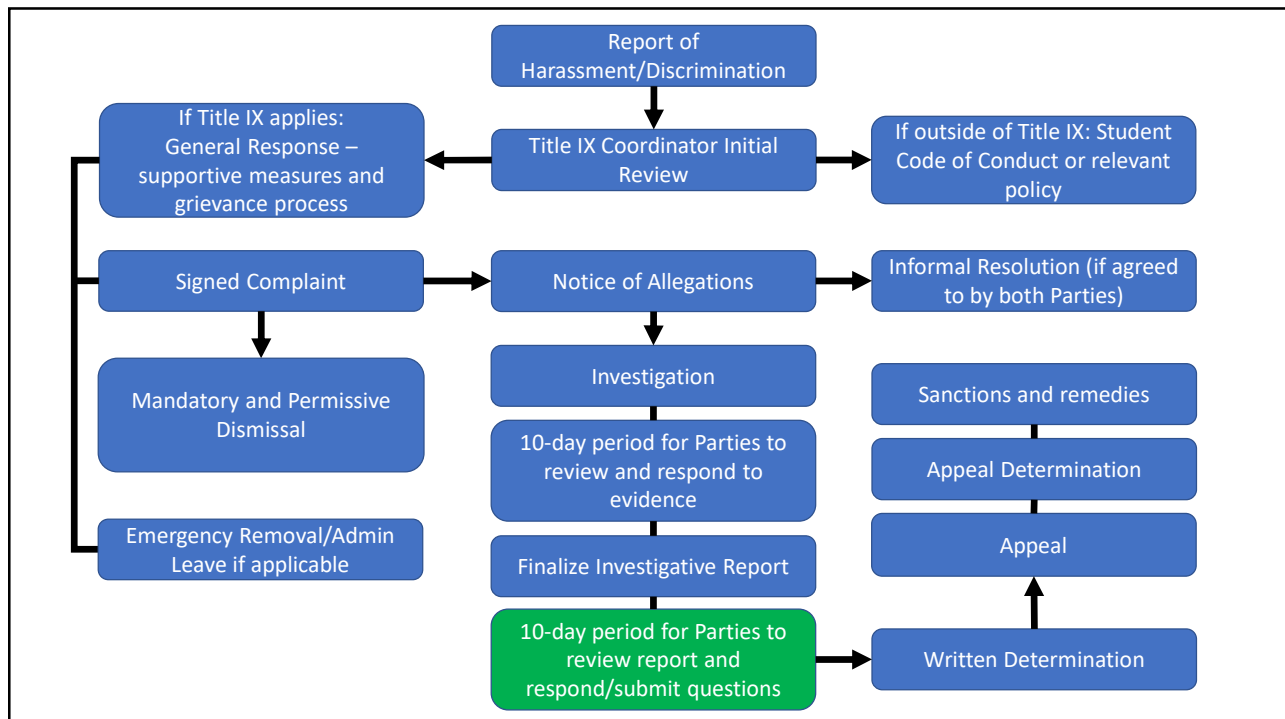 Report of
Harassment/Discrimination
If Title IX applies:
General Response –
supportive measures and
grievance process
Title IX Coordinator Initial
Review
If outside of Title IX: Student
Code of Conduct or relevant
policy
Signed Complaint
Notice of Allegations
Informal Resolution (if agreed
to by both Parties)
Mandatory and Permissive
Dismissal
Emergency Removal/Admin
Leave if applicable
Investigation
10-day period for Parties to
review and respond to
evidence
Finalize Investigative Report
10-day period for Parties to
review report and
respond/submit questions
Sanctions and remedies
Appeal Determination
Appeal
Written Determination